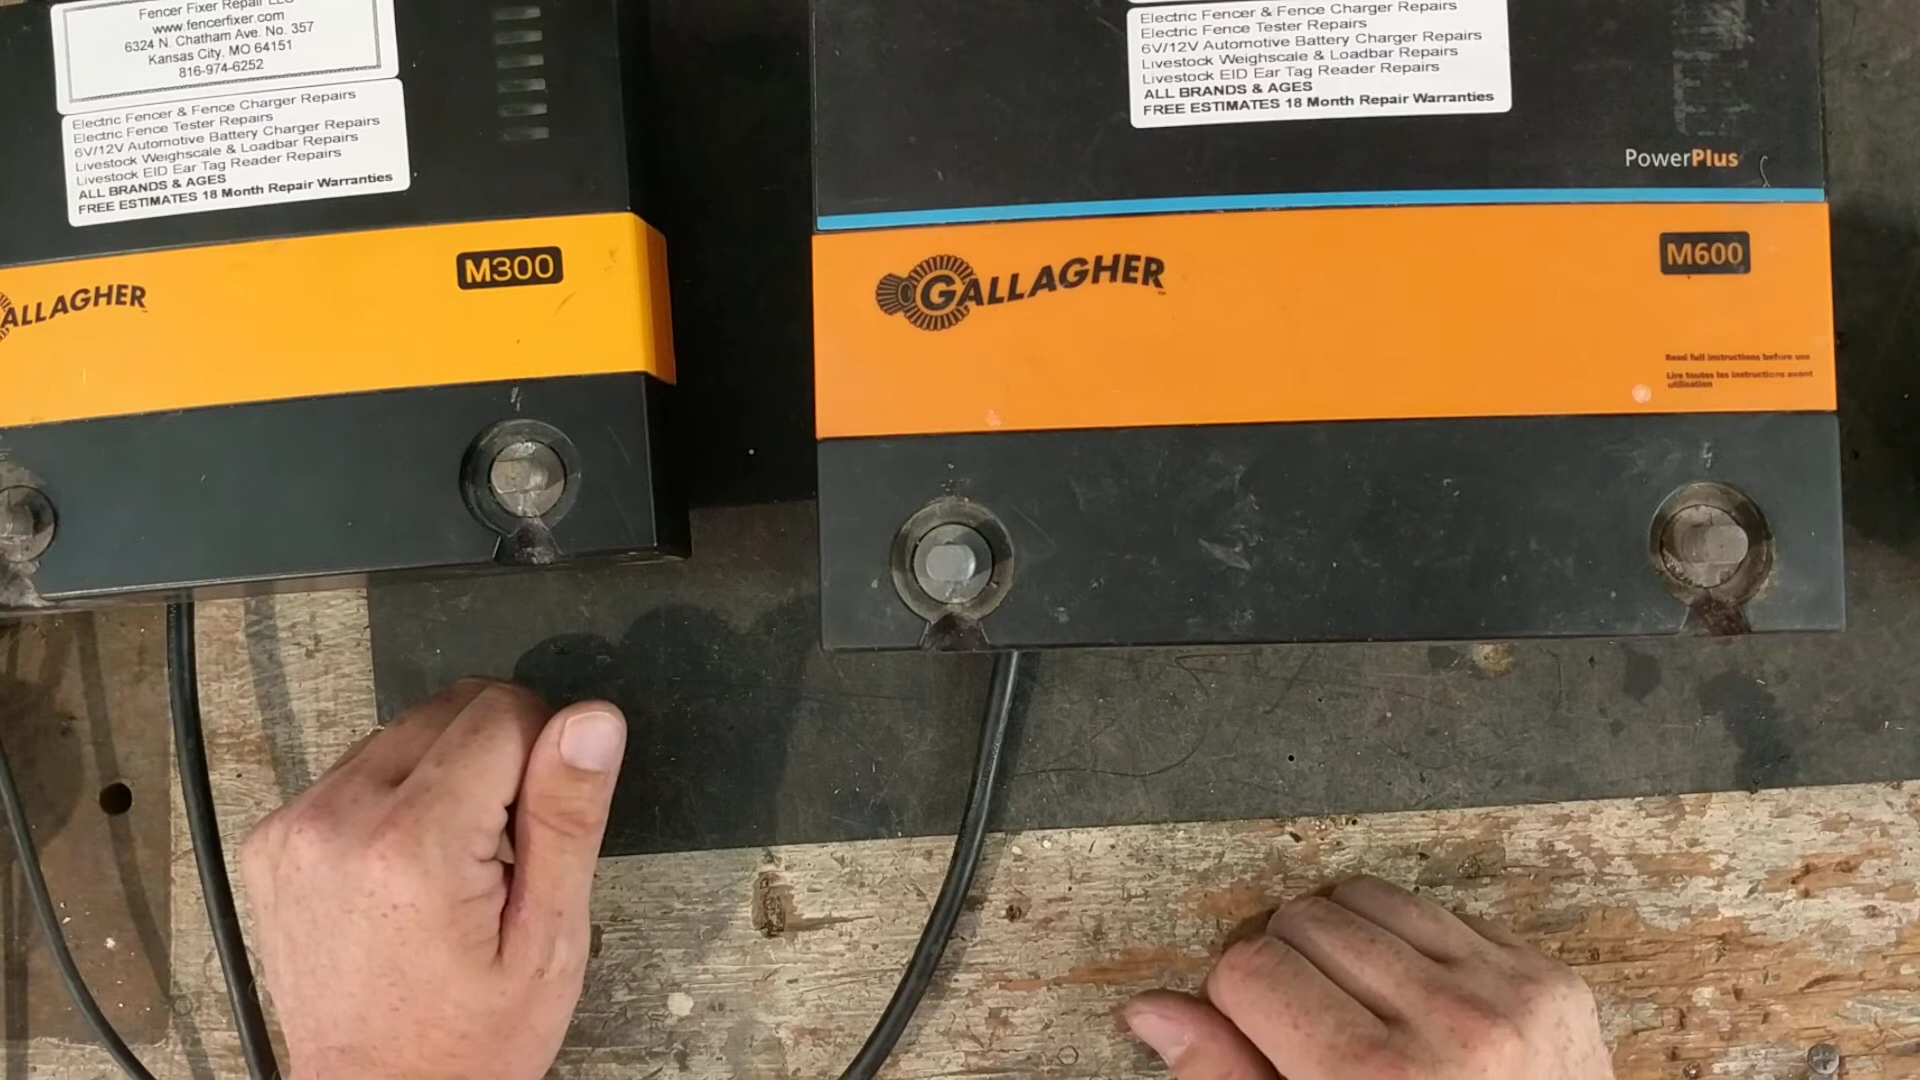 Fencer Fixer Repair LLC
www.fencerfixer.com
6324 N. Chatham Ave. No. 357
Kansas City, MO 64151
816-974-6252
Electric Fencer & Fence Charger Repairs
Electric Fence Tester Repairs
6V/12V Automotive Battery Charger Repairs
Livestock Weighscale & Loadbar Repairs
Livestock EID Ear Tag Reader Repairs
ALL BRANDS & AGES
FREE ESTIMATES 18 Month Repair Warranties
ALLAGHER
M300
Electric Fencer & Fence Charger Repairs
Electric Fence Tester Repairs
6V/12V Automotive Battery Charger Repairs
Livestock Weighscale & Loadbar Repairs
Livestock EID Ear Tag Reader Repairs
ALL BRANDS & AGES
FREE ESTIMATES 18 Month Repair Warranties
PowerPlus
GALLAGHER
TM
M600
Read full instructions before use
Lire toutes les instructions avant
utilisation